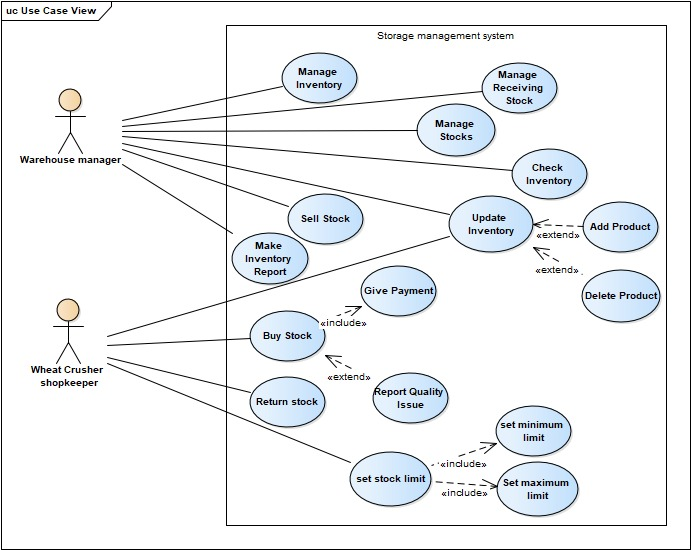 uc Use Case View
Storage management system
Manage
Inventory
Manage
Receiving
Stock
Manage
Stocks
Warehouse manager
Check
Inventory
Sell Stock
Update
Inventory
Add Product
«extend»
Make
Inventory
Report
«extend»
Give Payment
Delete Product
«include»
Buy Stock
Wheat Crusher
shopkeeper
«extend»
Report Quality
Issue
Return stock
set minimum
limit
«include»
set stock limit
Set maximum
limit
«include»